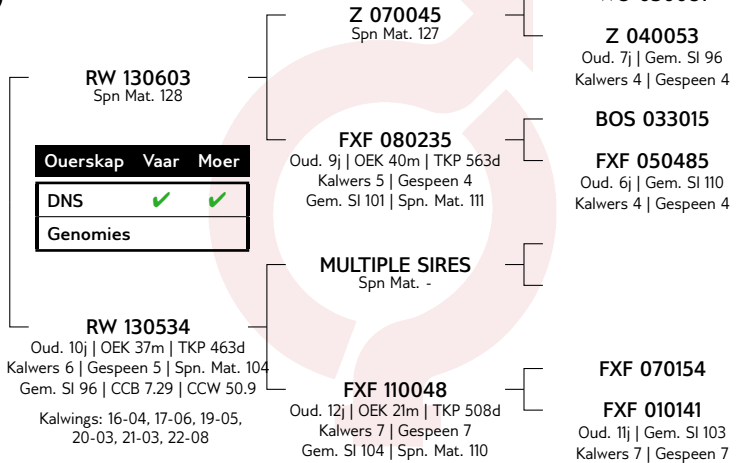 Z 070045
Spn Mat. 127
Z 040053
Oud. 7j | Gem. SI 96
Kalwers 4 | Gespeen 4
RW 130603
Spn Mat. 128
BOS 033015
FXF 080235
Oud. 9j | OEK 40m | TKP 563d
Kalwers 5 | Gespeen 4
Gem. SI 101 | Spn. Mat. 111
FXF 050485
Oud. 6j | Gem. SI 110
Kalwers 4 | Gespeen 4
Ouerskap Vaar Moer
DNS ✔ ✔
Genomies
MULTIPLE SIRES
Spn Mat. -
RW 130534
Oud. 10j | OEK 37m | TKP 463d
Kalwers 6 | Gespeen 5 | Spn. Mat. 104
Gem. SI 96 | CCB 7.29 | CCW 50.9
Kalwings: 16-04, 17-06, 19-05,
20-03, 21-03, 22-08
FXF 070154
FXF 110048
Oud. 12j | OEK 21m | TKP 508d
Kalwers 7 | Gespeen 7
Gem. SI 104 | Spn. Mat. 110
FXF 010141
Oud. 11j | Gem. SI 103
Kalwers 7 | Gespeen 7